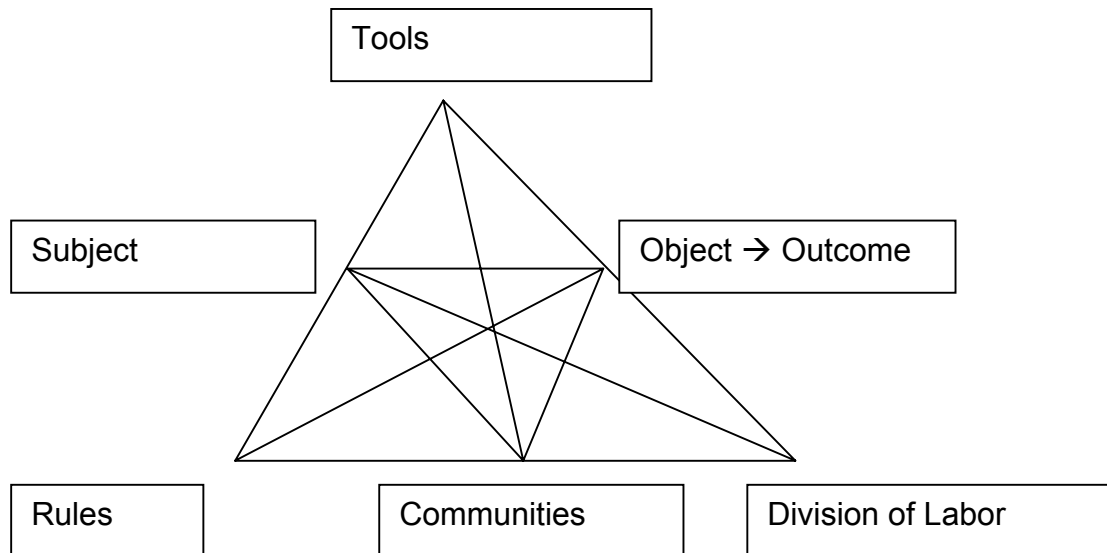 Tools
Subject
Object → Outcome
Rules
Communities
Division of Labor